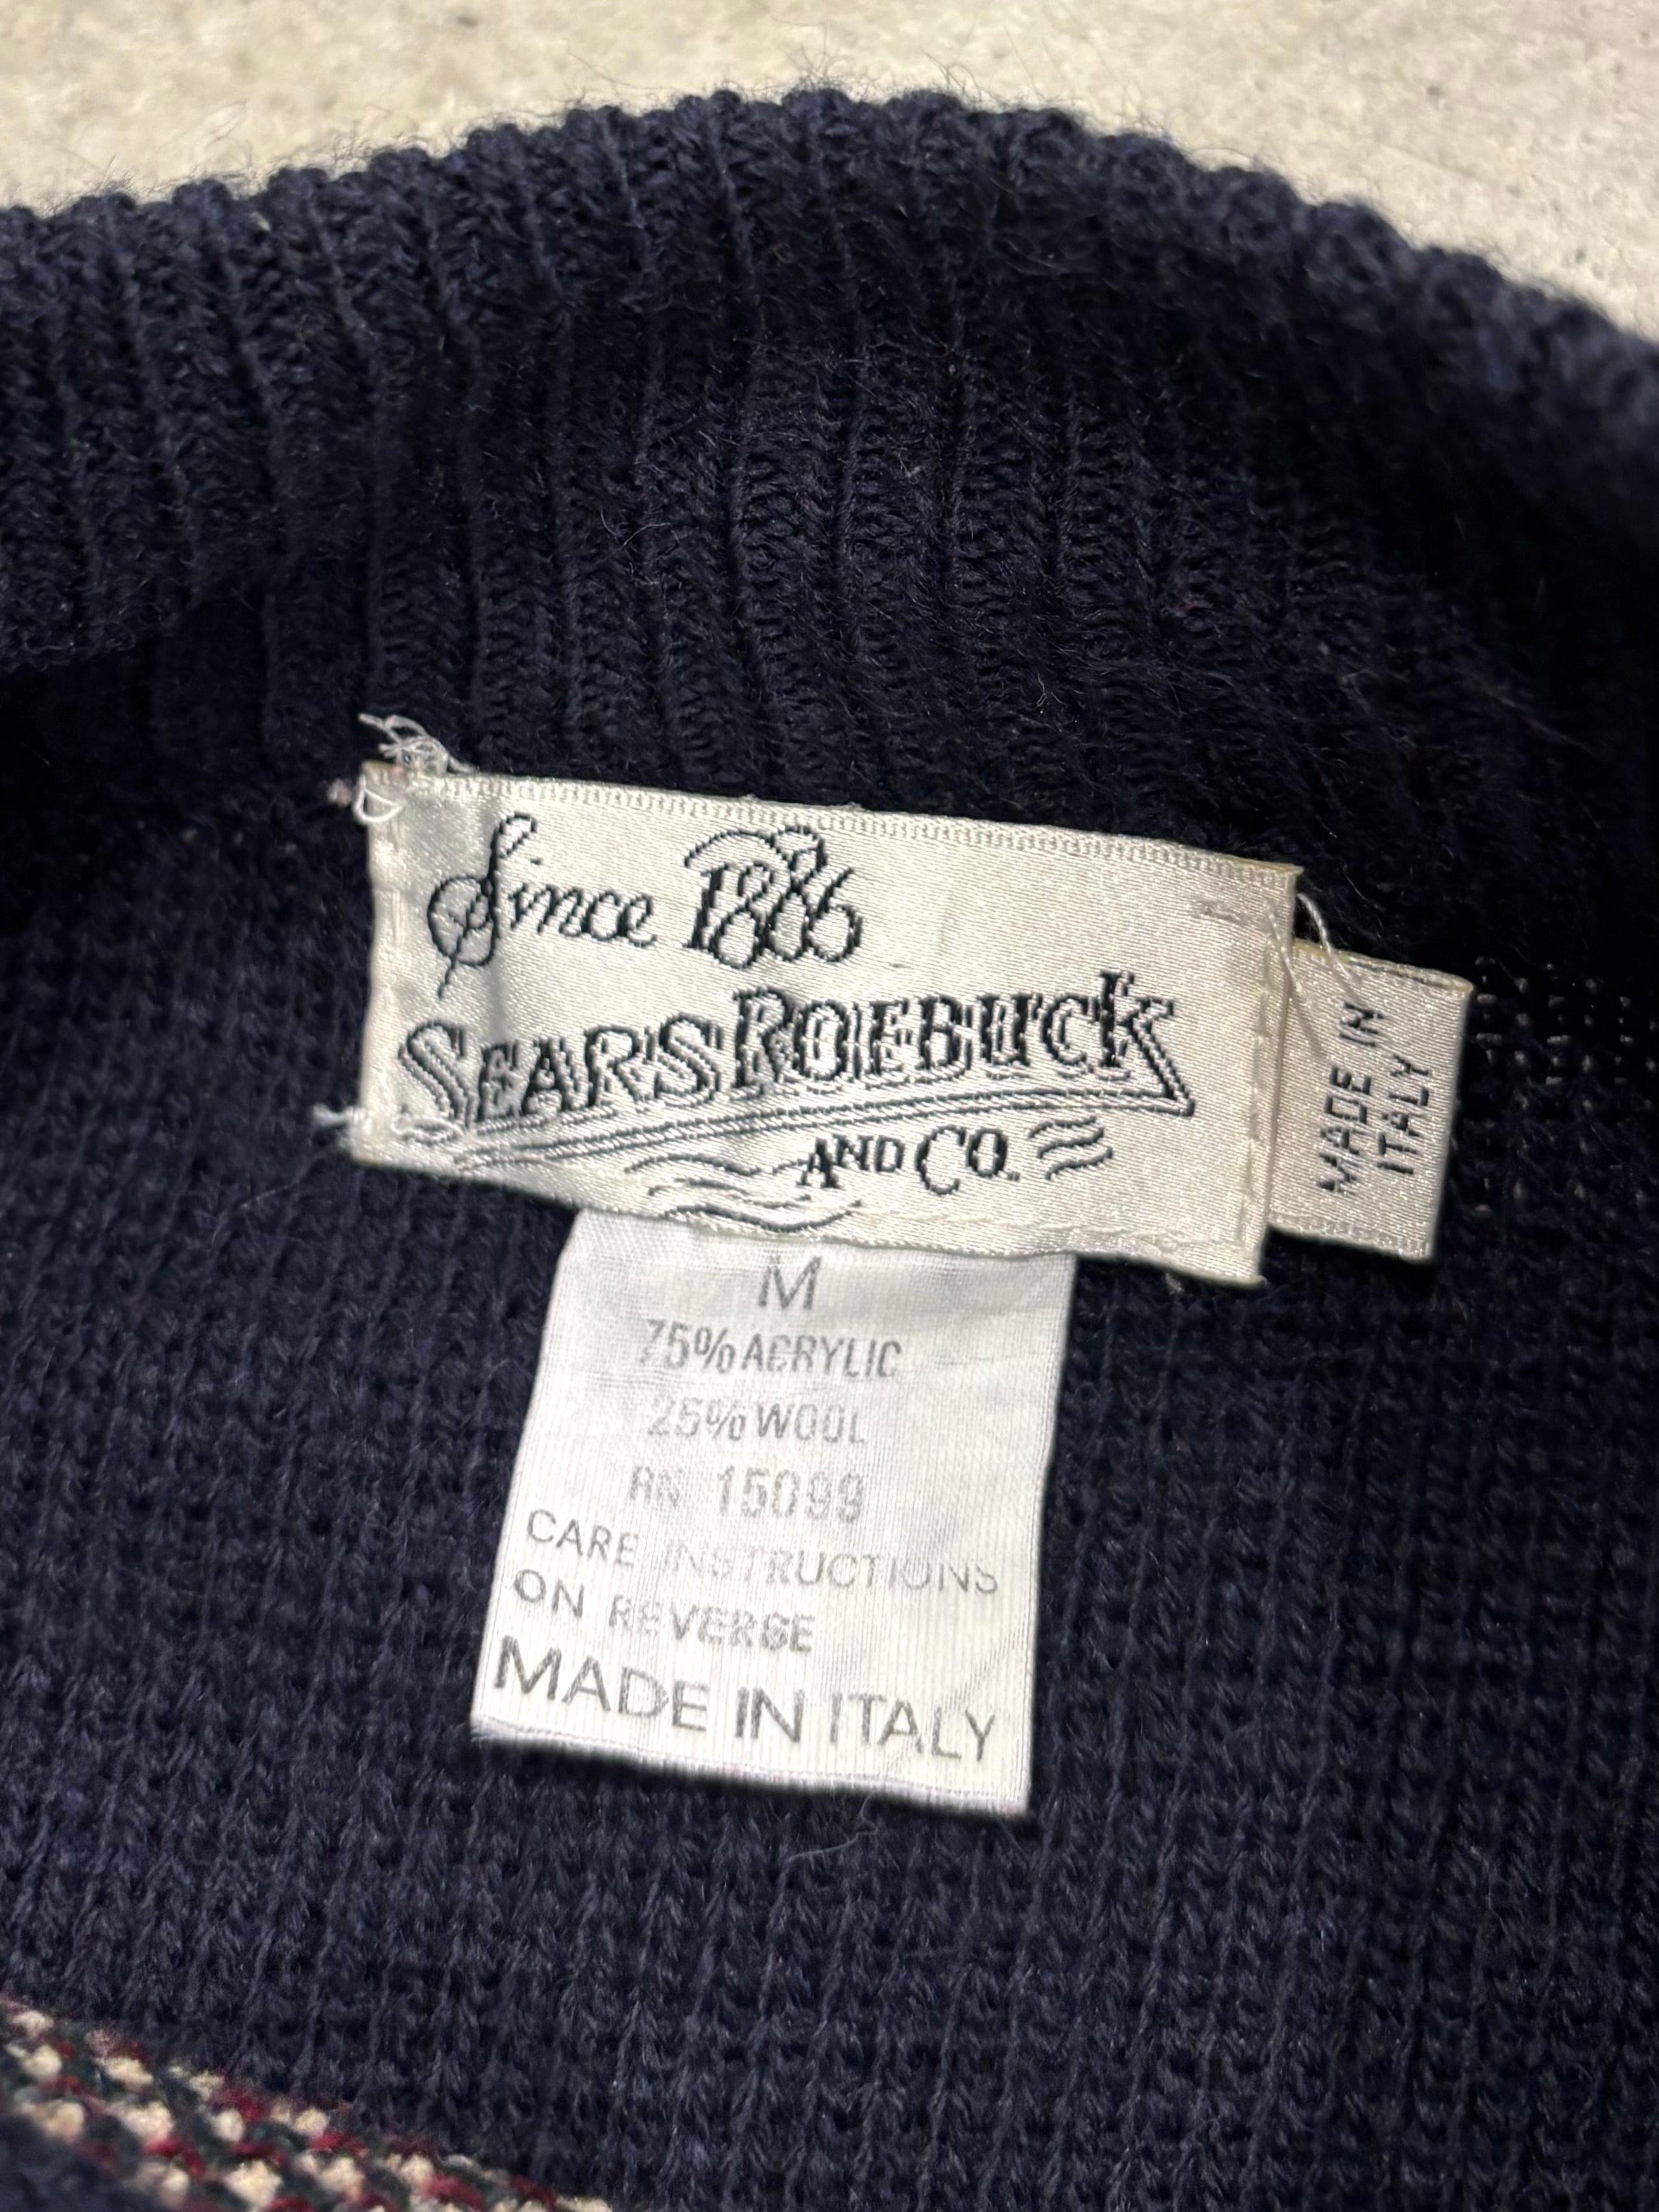 Since 1886
SEARS ROEBUCK
AND CO.
MADE IN
ITALY
M
75% ACRYLIC
25% WOOL
RN 15099
CARE INSTRUCTIONS
ON REVERSE
MADE IN ITALY